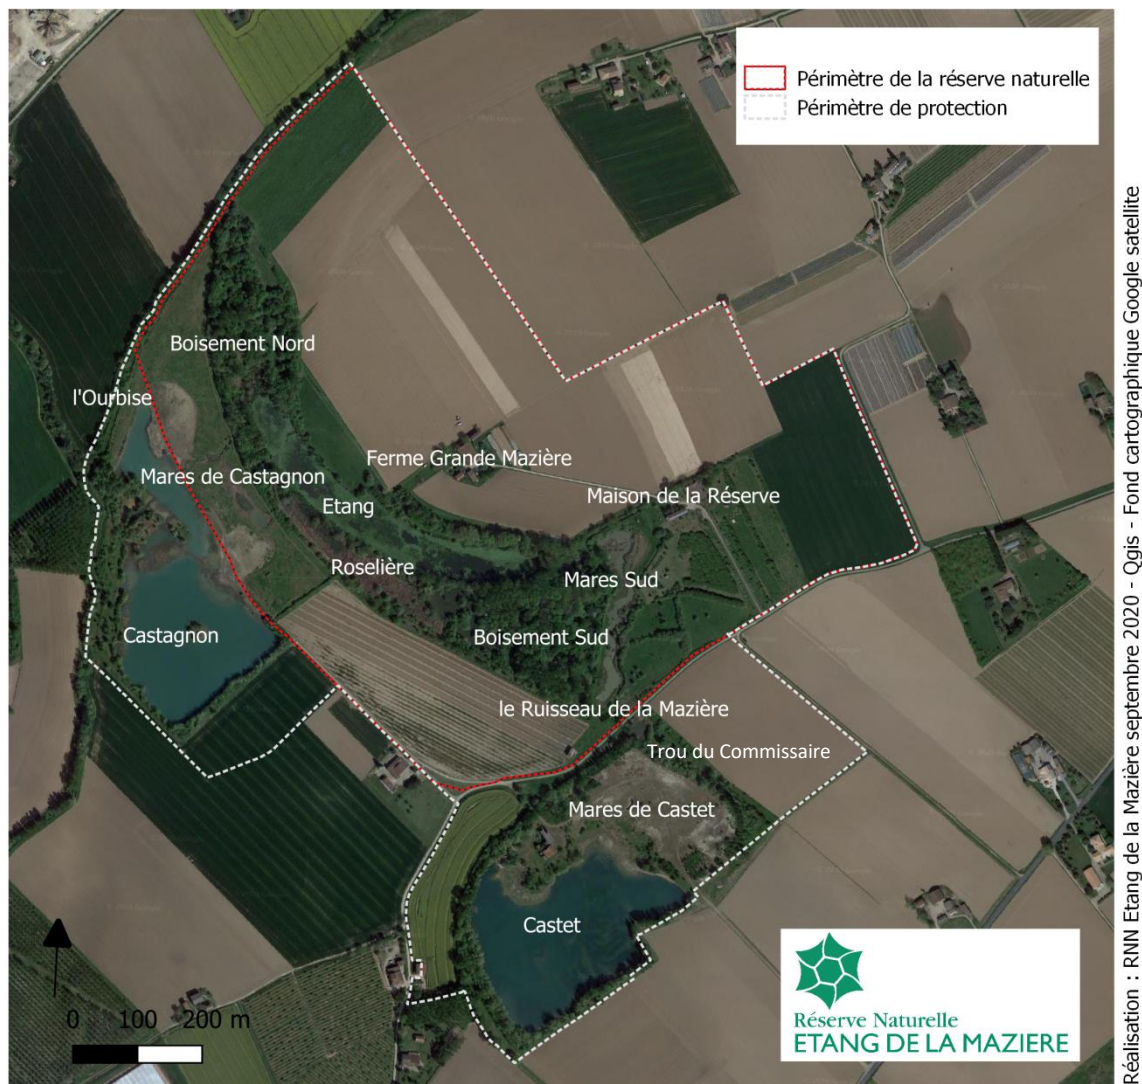 Périmètre de la réserve naturelle
Périmètre de protection
Boisement Nord
l'Ourbise
Ferme Grande Mazière
Mares de Castagnon
Maison de la Réserve
Etang
Roselière
Mares Sud
Castagnon
Boisement Sud
le Ruisseau de la Mazière
Trou du Commissaire
Mares de Castet
Castet
0 100 200 m
Réserve Naturelle
ETANG DE LA MAZIERE
Réalisation : RNN Etang de la Mazière septembre 2020 - Qgis - Fond cartographique Google satellite